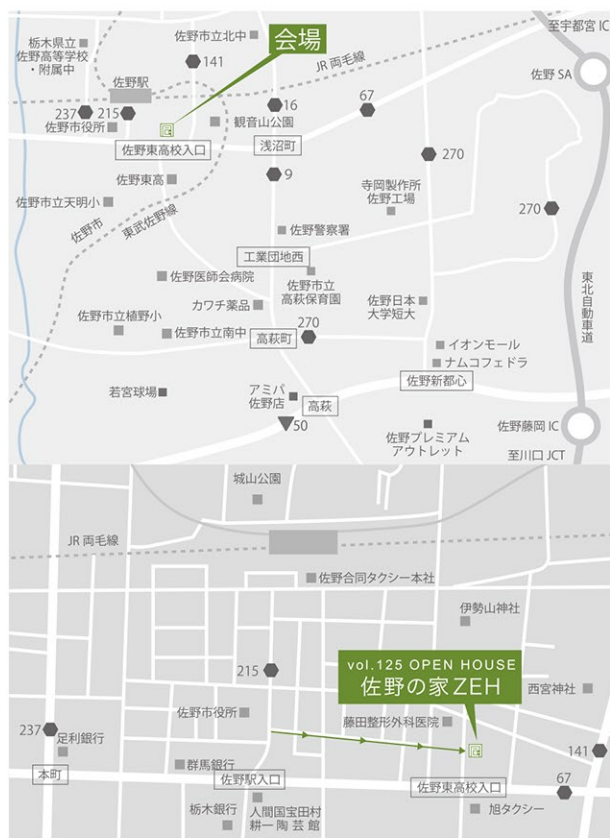 栃木県立
佐野高等学校
・附属中
佐野市立北中
会場
至宇都宮 IC
佐野 SA
141
JR 両毛線
佐野駅
237
215
16
67
佐野市役所
観音山公園
佐野東高校入口
浅沼町
270
佐野東高
9
寺岡製作所
佐野工場
270
佐野市立天明小
佐野市
東武佐野線
佐野警察署
工業団地西
佐野医師会病院
佐野市立
高萩保育園
東北自動車道
カワチ薬品
佐野日本
大学短大
佐野市立植野小
佐野市立南中
高萩町
270
イオンモール
ナムコフェドラ
佐野新都心
若宮球場
アミパ
佐野店
高萩
50
佐野プレミアム
アウトレット
佐野藤岡 IC
至川口 JCT
城山公園
JR 両毛線
佐野合同タクシー本社
伊勢山神社
215
vol.125 OPEN HOUSE
佐野の家ZEH
西宮神社
佐野市役所
藤田整形外科医院
237
足利銀行
141
本町
群馬銀行
佐野駅入口
佐野東高校入口
67
栃木銀行
人間国宝田村
耕一陶芸館
旭タクシー